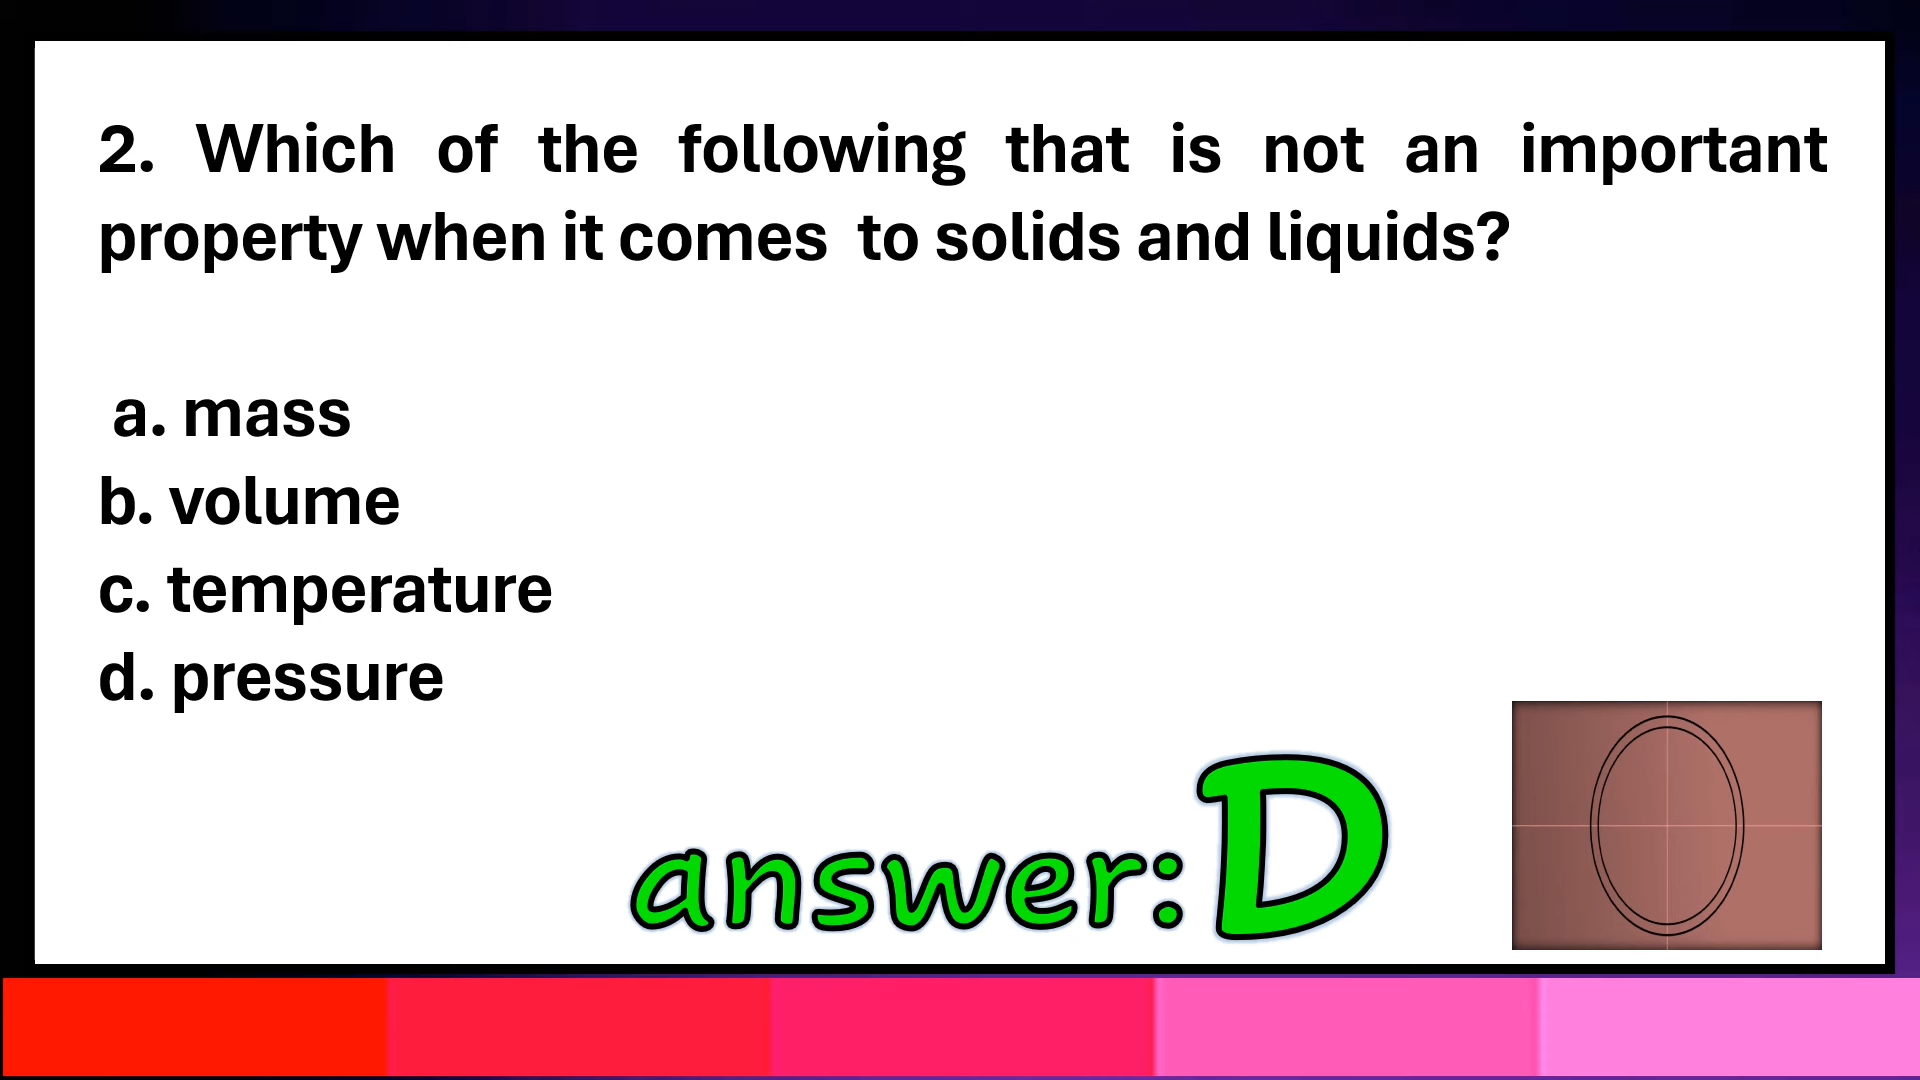 2. Which of the following that is not an important
property when it comes to solids and liquids?
a. mass
b. volume
c. temperature
d. pressure
answer: D